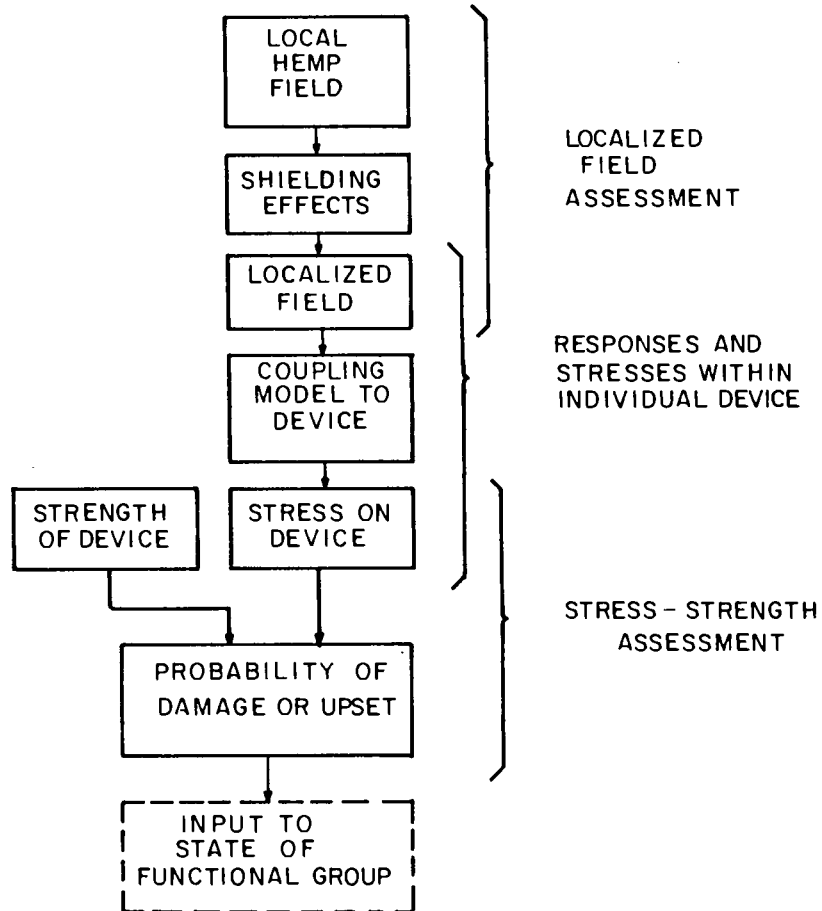 LOCAL
HEMP
FIELD
SHIELDING
EFFECTS
LOCALIZED
FIELD
ASSESSMENT
LOCALIZED
FIELD
COUPLING
MODEL TO
DEVICE
RESPONSES AND
STRESSES WITHIN
INDIVIDUAL DEVICE
STRENGTH
OF DEVICE
STRESS ON
DEVICE
PROBABILITY OF
DAMAGE OR UPSET
STRESS - STRENGTH
ASSESSMENT
INPUT TO
STATE OF
FUNCTIONAL GROUP